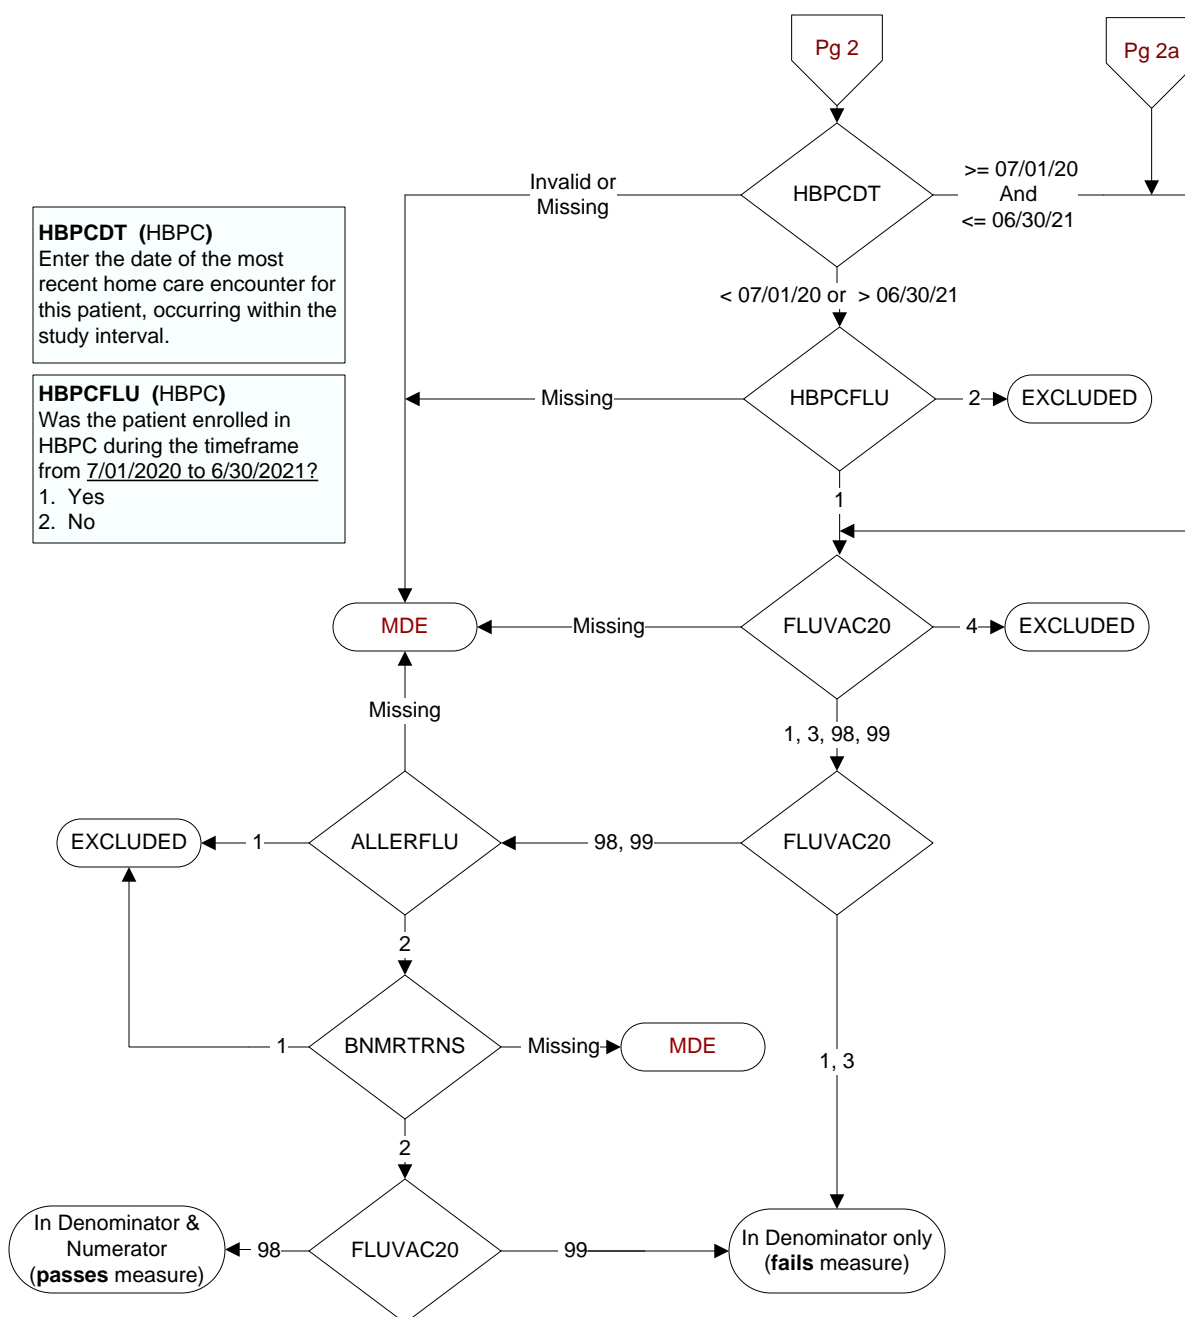 Pg 2
Pg 2a
HBPCDT
Invalid or
Missing
>= 07/01/20
And
<= 06/30/21
HBPCDT (HBPC)
Enter the date of the most
recent home care encounter for
this patient, occurring within the
study interval.
< 07/01/20 or > 06/30/21
HBPCFLU (HBPC)
Was the patient enrolled in
HBPC during the timeframe
from 7/01/2020 to 6/30/2021?
1. Yes
2. No
Missing
HBPCFLU
2
EXCLUDED
1
MDE
Missing
FLUVAC20
4
EXCLUDED
Missing
1, 3, 98, 99
EXCLUDED
1
ALLERFLU
98, 99
FLUVAC20
2
1
BNMRTRNS
Missing
MDE
1, 3
2
In Denominator &
Numerator
(passes measure)
98
FLUVAC20
99
In Denominator only
(fails measure)